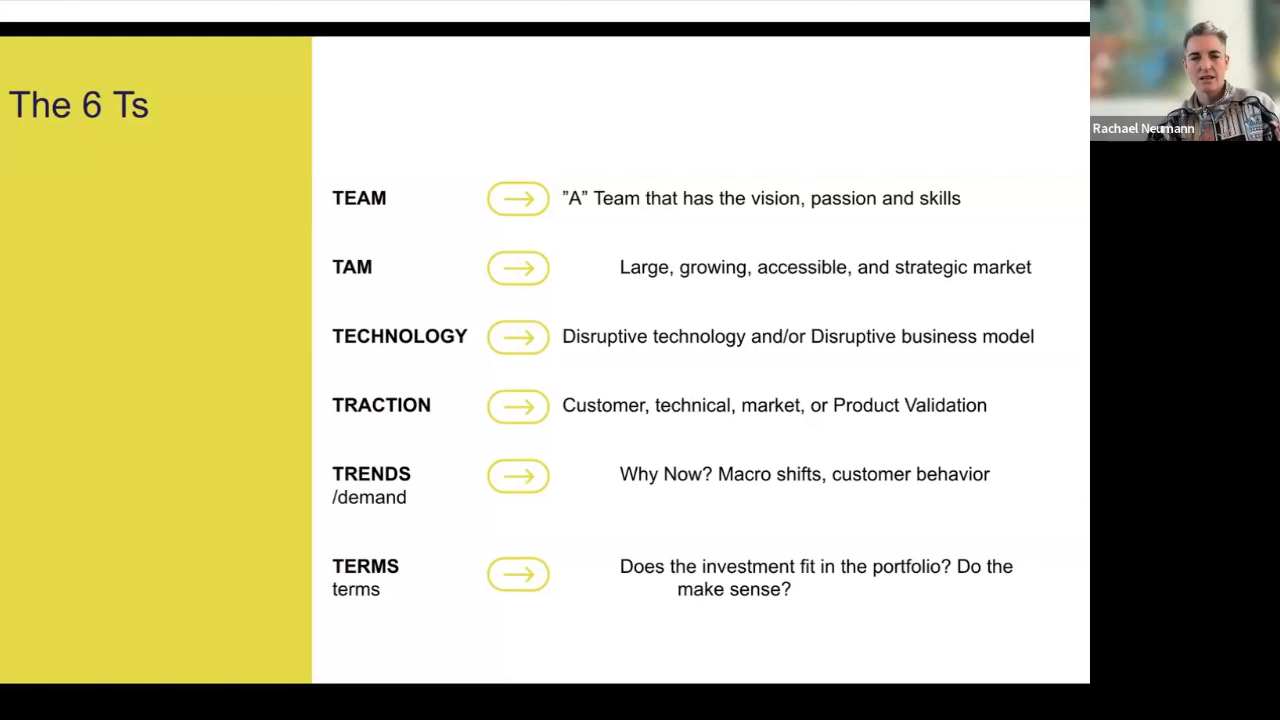 The 6 Ts
Rachael Neumann
TEAM ”A” Team that has the vision, passion and skills
TAM Large, growing, accessible, and strategic market
TECHNOLOGY Disruptive technology and/or Disruptive business model
TRACTION Customer, technical, market, or Product Validation
TRENDS Why Now? Macro shifts, customer behavior
/demand
TERMS Does the investment fit in the portfolio? Do the
terms make sense?